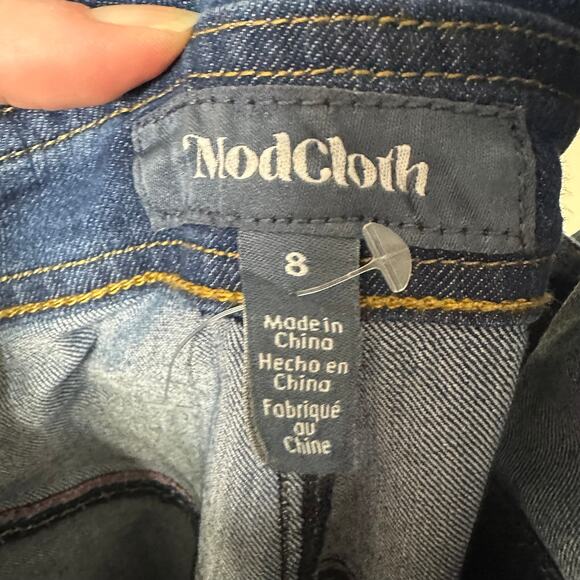 ModCloth
8
Made in
China
Hecho en
China
Fabriqué
au
Chine